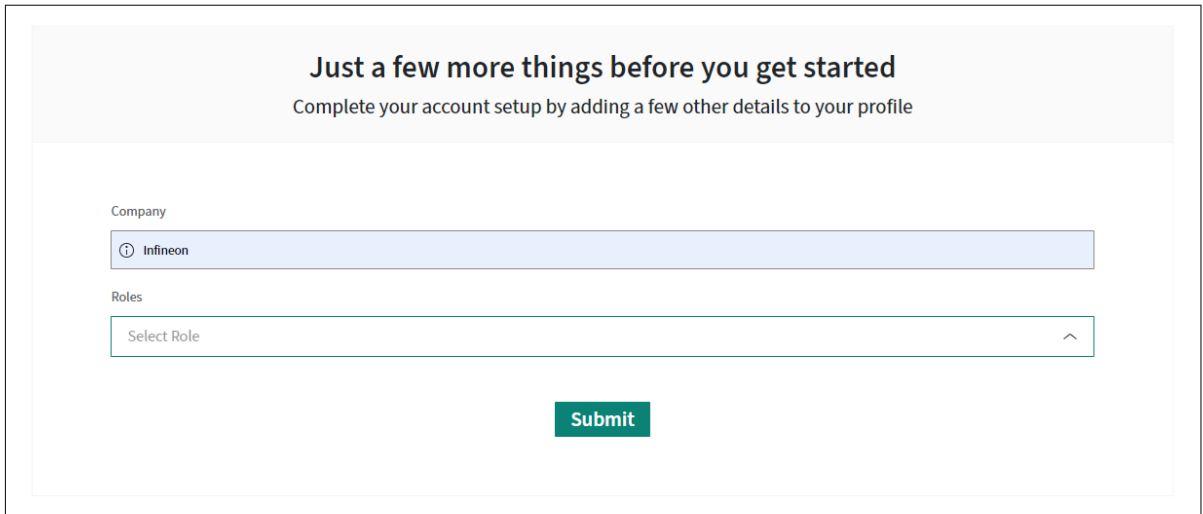 Just a few more things before you get started
Complete your account setup by adding a few other details to your profile
Company
Infineon
Roles
Select Role
Submit